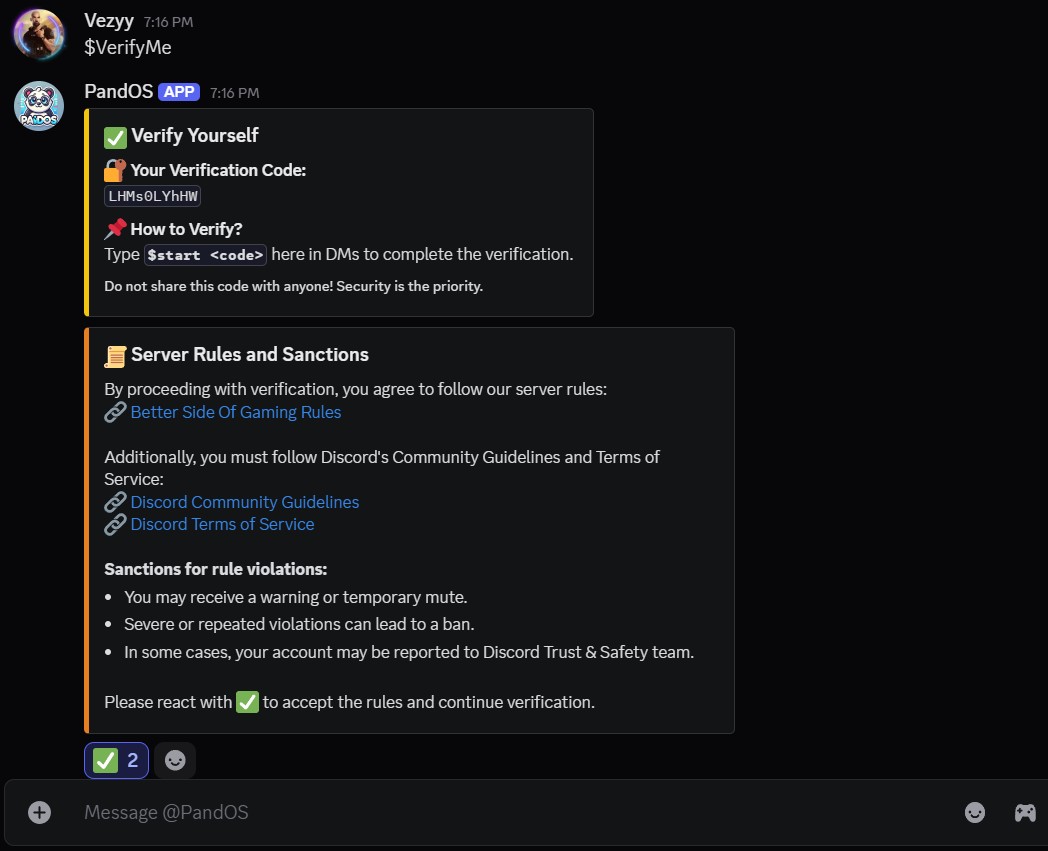 Vezyy 7:16 PM
$VerifyMe
PandOS APP 7:16 PM
PANDOS
Verify Yourself
Your Verification Code:
LHMs0LYhHW
How to Verify?
Type $start <code> here in DMs to complete the verification.
Do not share this code with anyone! Security is the priority.
Server Rules and Sanctions
By proceeding with verification, you agree to follow our server rules:
Better Side Of Gaming Rules
Additionally, you must follow Discord's Community Guidelines and Terms of
Service:
Discord Community Guidelines
Discord Terms of Service
Sanctions for rule violations:
• You may receive a warning or temporary mute.
• Severe or repeated violations can lead to a ban.
• In some cases, your account may be reported to Discord Trust & Safety team.
Please react with ✅ to accept the rules and continue verification.
2
Message @PandOS